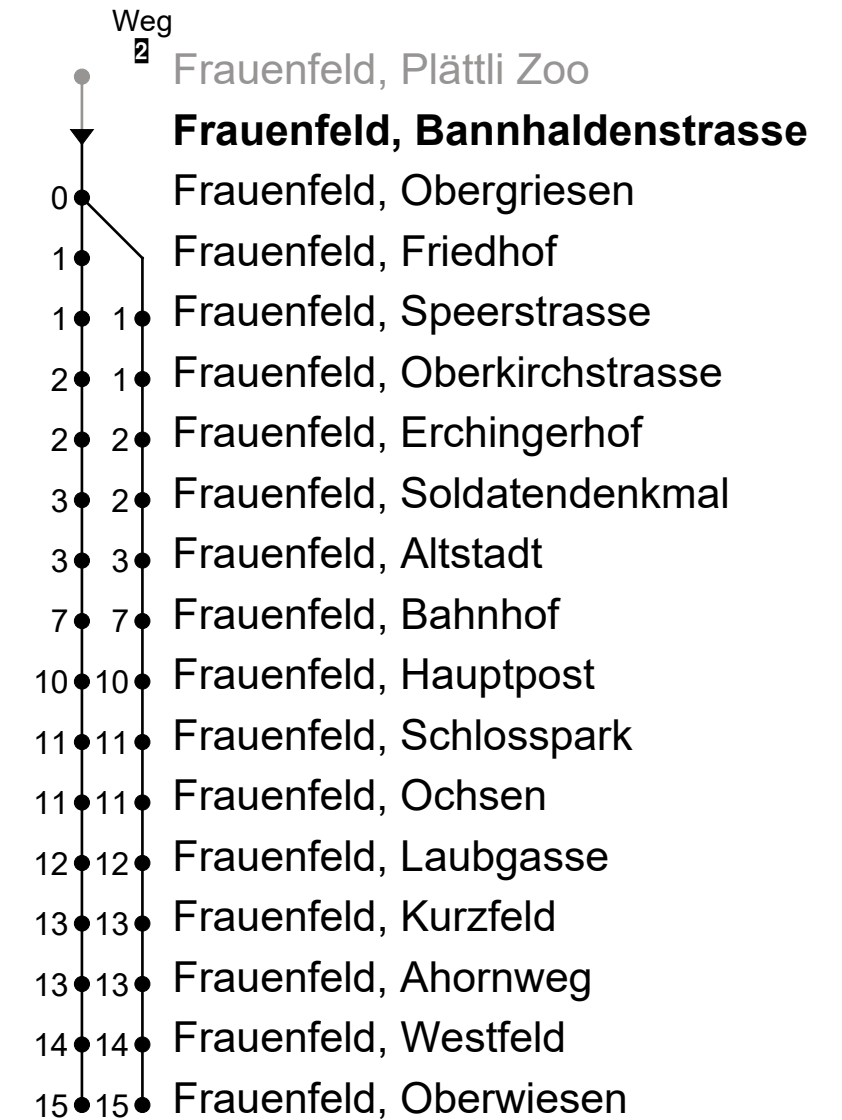 Weg
2
Frauenfeld, Plättli Zoo
Frauenfeld, Bannhaldenstrasse
0 Frauenfeld, Obergriesen
1 Frauenfeld, Friedhof
1 1 Frauenfeld, Speerstrasse
2 1 Frauenfeld, Oberkirchstrasse
2 2 Frauenfeld, Erchingerhof
3 2 Frauenfeld, Soldatendenkmal
3 3 Frauenfeld, Altstadt
7 7 Frauenfeld, Bahnhof
10 10 Frauenfeld, Hauptpost
11 11 Frauenfeld, Schlosspark
11 11 Frauenfeld, Ochsen
12 12 Frauenfeld, Laubgasse
13 13 Frauenfeld, Kurzfeld
13 13 Frauenfeld, Ahornweg
14 14 Frauenfeld, Westfeld
15 15 Frauenfeld, Oberwiesen